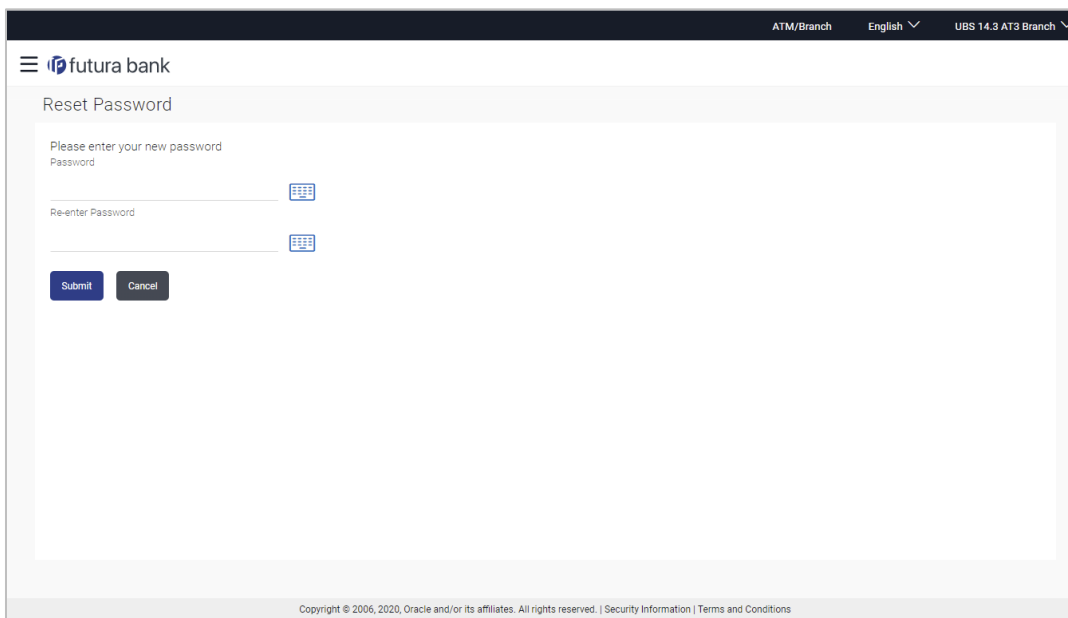 ATM/Branch English UBS 14.3 AT3 Branch
futura bank
Reset Password
Please enter your new password
Password
Re-enter Password
Submit Cancel
Copyright © 2006, 2020, Oracle and/or its affiliates. All rights reserved. | Security Information | Terms and Conditions